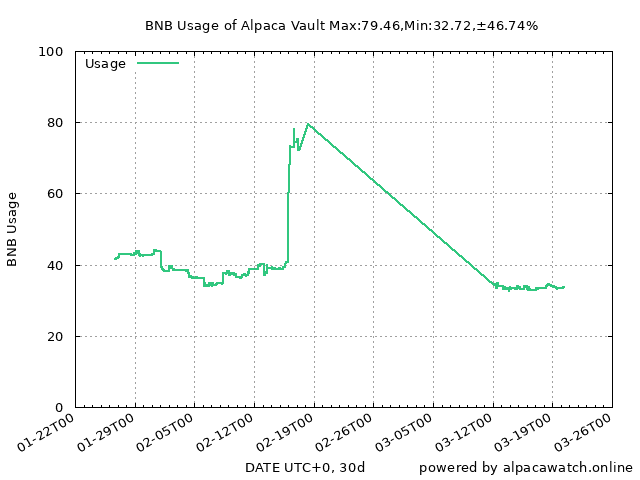 BNB Usage of Alpaca Vault Max:79.46,Min:32.72,±46.74%
Usage
BNB Usage
100
80
60
40
20
0
01-22T00
01-29T00
02-05T00
02-12T00
02-19T00
02-26T00
03-05T00
03-12T00
03-19T00
03-26T00
DATE UTC+0, 30d
powered by alpacawatch.online